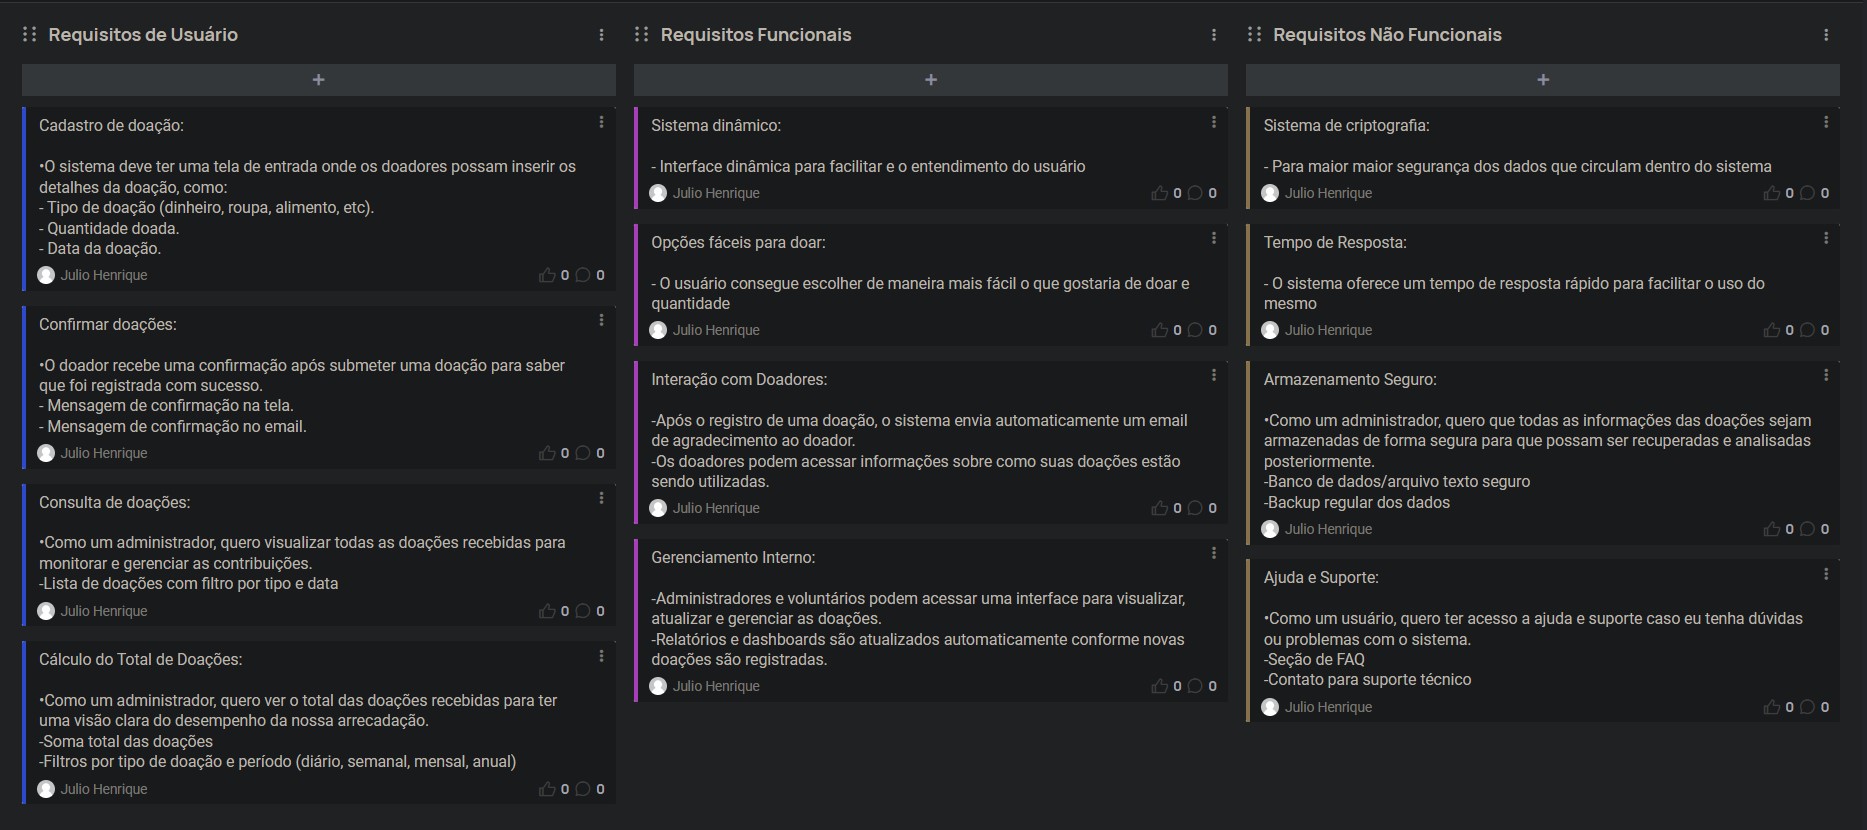 Requisitos de Usuário
+
Cadastro de doação:
•O sistema deve ter uma tela de entrada onde os doadores possam inserir os
detalhes da doação, como:
- Tipo de doação (dinheiro, roupa, alimento, etc).
- Quantidade doada.
- Data da doação.
Julio Henrique
0 0
Confirmar doações:
•O doador recebe uma confirmação após submeter uma doação para saber
que foi registrada com sucesso.
- Mensagem de confirmação na tela.
- Mensagem de confirmação no email.
Julio Henrique
0 0
Consulta de doações:
•Como um administrador, quero visualizar todas as doações recebidas para
monitorar e gerenciar as contribuições.
-Lista de doações com filtro por tipo e data
Julio Henrique
0 0
Cálculo do Total de Doações:
•Como um administrador, quero ver o total das doações recebidas para ter
uma visão clara do desempenho da nossa arrecadação.
-Soma total das doações
-Filtros por tipo de doação e período (diário, semanal, mensal, anual)
Julio Henrique
0 0
Requisitos Funcionais
+
Sistema dinâmico:
- Interface dinâmica para facilitar e o entendimento do usuário
Julio Henrique
0 0
Opções fáceis para doar:
- O usuário consegue escolher de maneira mais fácil o que gostaria de doar e
quantidade
Julio Henrique
0 0
Interação com Doadores:
-Após o registro de uma doação, o sistema envia automaticamente um email
de agradecimento ao doador.
-Os doadores podem acessar informações sobre como suas doações estão
sendo utilizadas.
Julio Henrique
0 0
Gerenciamento Interno:
-Administradores e voluntários podem acessar uma interface para visualizar,
atualizar e gerenciar as doações.
-Relatórios e dashboards são atualizados automaticamente conforme novas
doações são registradas.
Julio Henrique
0 0
Requisitos Não Funcionais
+
Sistema de criptografia:
- Para maior maior segurança dos dados que circulam dentro do sistema
Julio Henrique
0 0
Tempo de Resposta:
- O sistema oferece um tempo de resposta rápido para facilitar o uso do
mesmo
Julio Henrique
0 0
Armazenamento Seguro:
•Como um administrador, quero que todas as informações das doações sejam
armazenadas de forma segura para que possam ser recuperadas e analisadas
posteriormente.
-Banco de dados/arquivo texto seguro
-Backup regular dos dados
Julio Henrique
0 0
Ajuda e Suporte:
•Como um usuário, quero ter acesso a ajuda e suporte caso eu tenha dúvidas
ou problemas com o sistema.
-Seção de FAQ
-Contato para suporte técnico
Julio Henrique
0 0